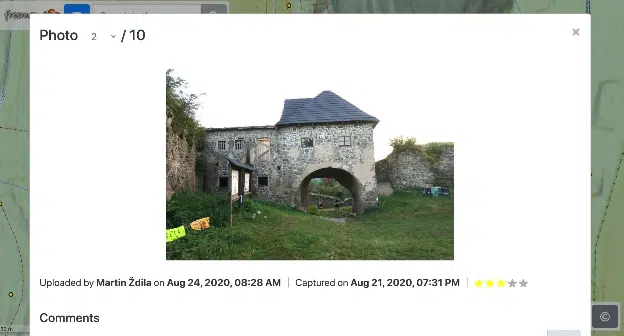 Photo 2 / 10 ×
Uploaded by Martin Ždila on Aug 24, 2020, 08:28 AM | Captured on Aug 21, 2020, 07:31 PM |
Comments
©